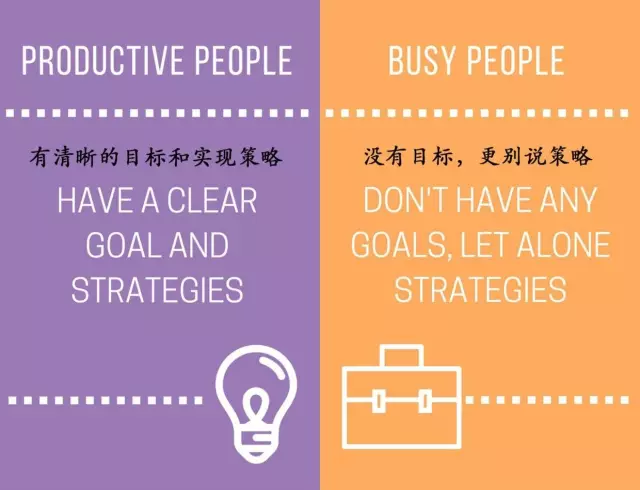 PRODUCTIVE PEOPLE
有清晰的目标和实现策略
HAVE A CLEAR
GOAL AND
STRATEGIES
BUSY PEOPLE
没有目标，更别说策略
DON'T HAVE ANY
GOALS, LET ALONE
STRATEGIES